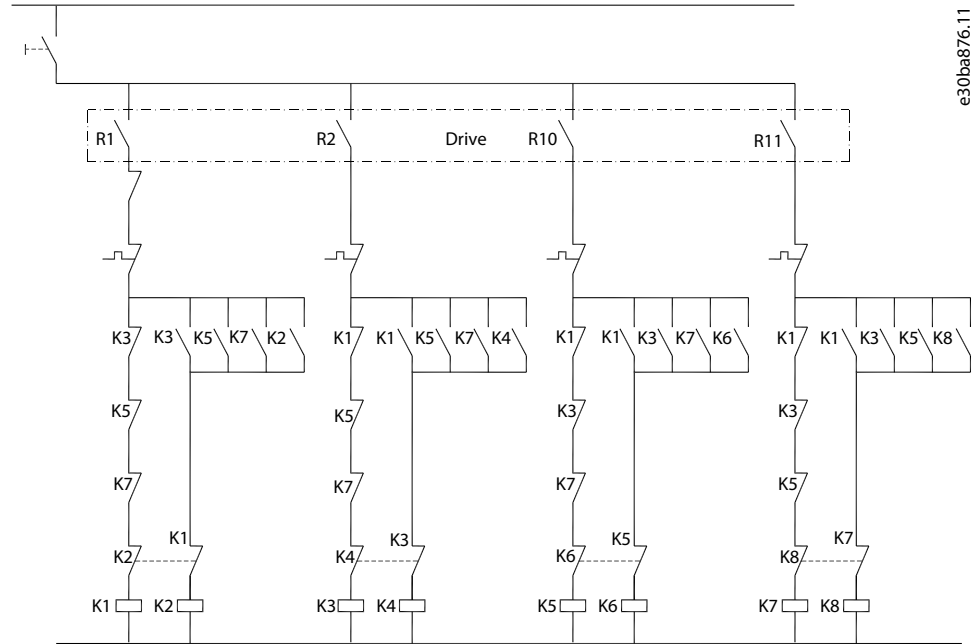 e30ba876.11
R1 R2 Drive R10 R11
K3 K3 K5 K7 K2 K1 K1 K5 K7 K4 K1 K1 K3 K7 K6 K1 K1 K3 K5 K8
K5 K5 K3 K3
K7 K7 K7 K5
K2 K1 K4 K3 K6 K5 K8 K7
K1 K2 K3 K4 K5 K6 K7 K8